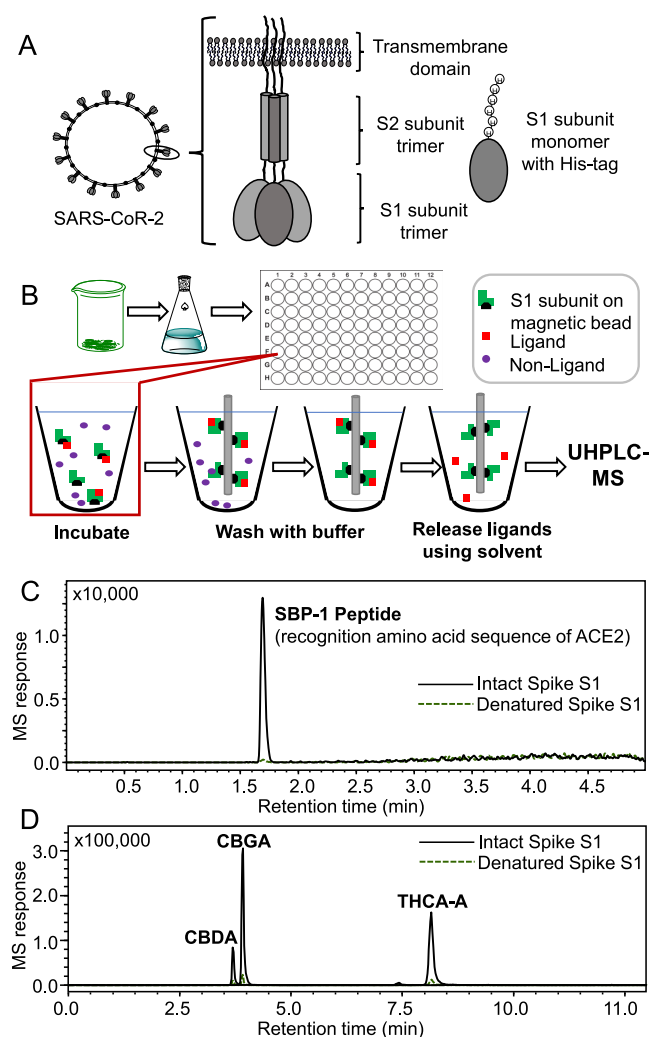 A
SARS-CoR-2
Transmembrane
domain
S2 subunit
trimer
S1 subunit
trimer
H
H
H
H
H
H
S1 subunit
monomer
with His-tag
B
1 2 3 4 5 6 7 8 9 10 11 12
A
B
C
D
E
F
G
H
S1 subunit on
magnetic bead
Ligand
Non-Ligand
Incubate
Wash with buffer
Release ligands
using solvent
UHPLC-
MS
C
x10,000
SBP-1 Peptide
(recognition amino acid sequence of ACE2)
Intact Spike S1
Denatured Spike S1
MS response
1.0
0.5
0.0
0.5 1.0 1.5 2.0 2.5 3.0 3.5 4.0 4.5
Retention time (min)
D
x100,000
CBGA
CBDA
THCA-A
Intact Spike S1
Denatured Spike S1
MS response
3.0
2.0
1.0
0.0
0.0 2.5 5.0 7.5 10.0 11.0
Retention time (min)